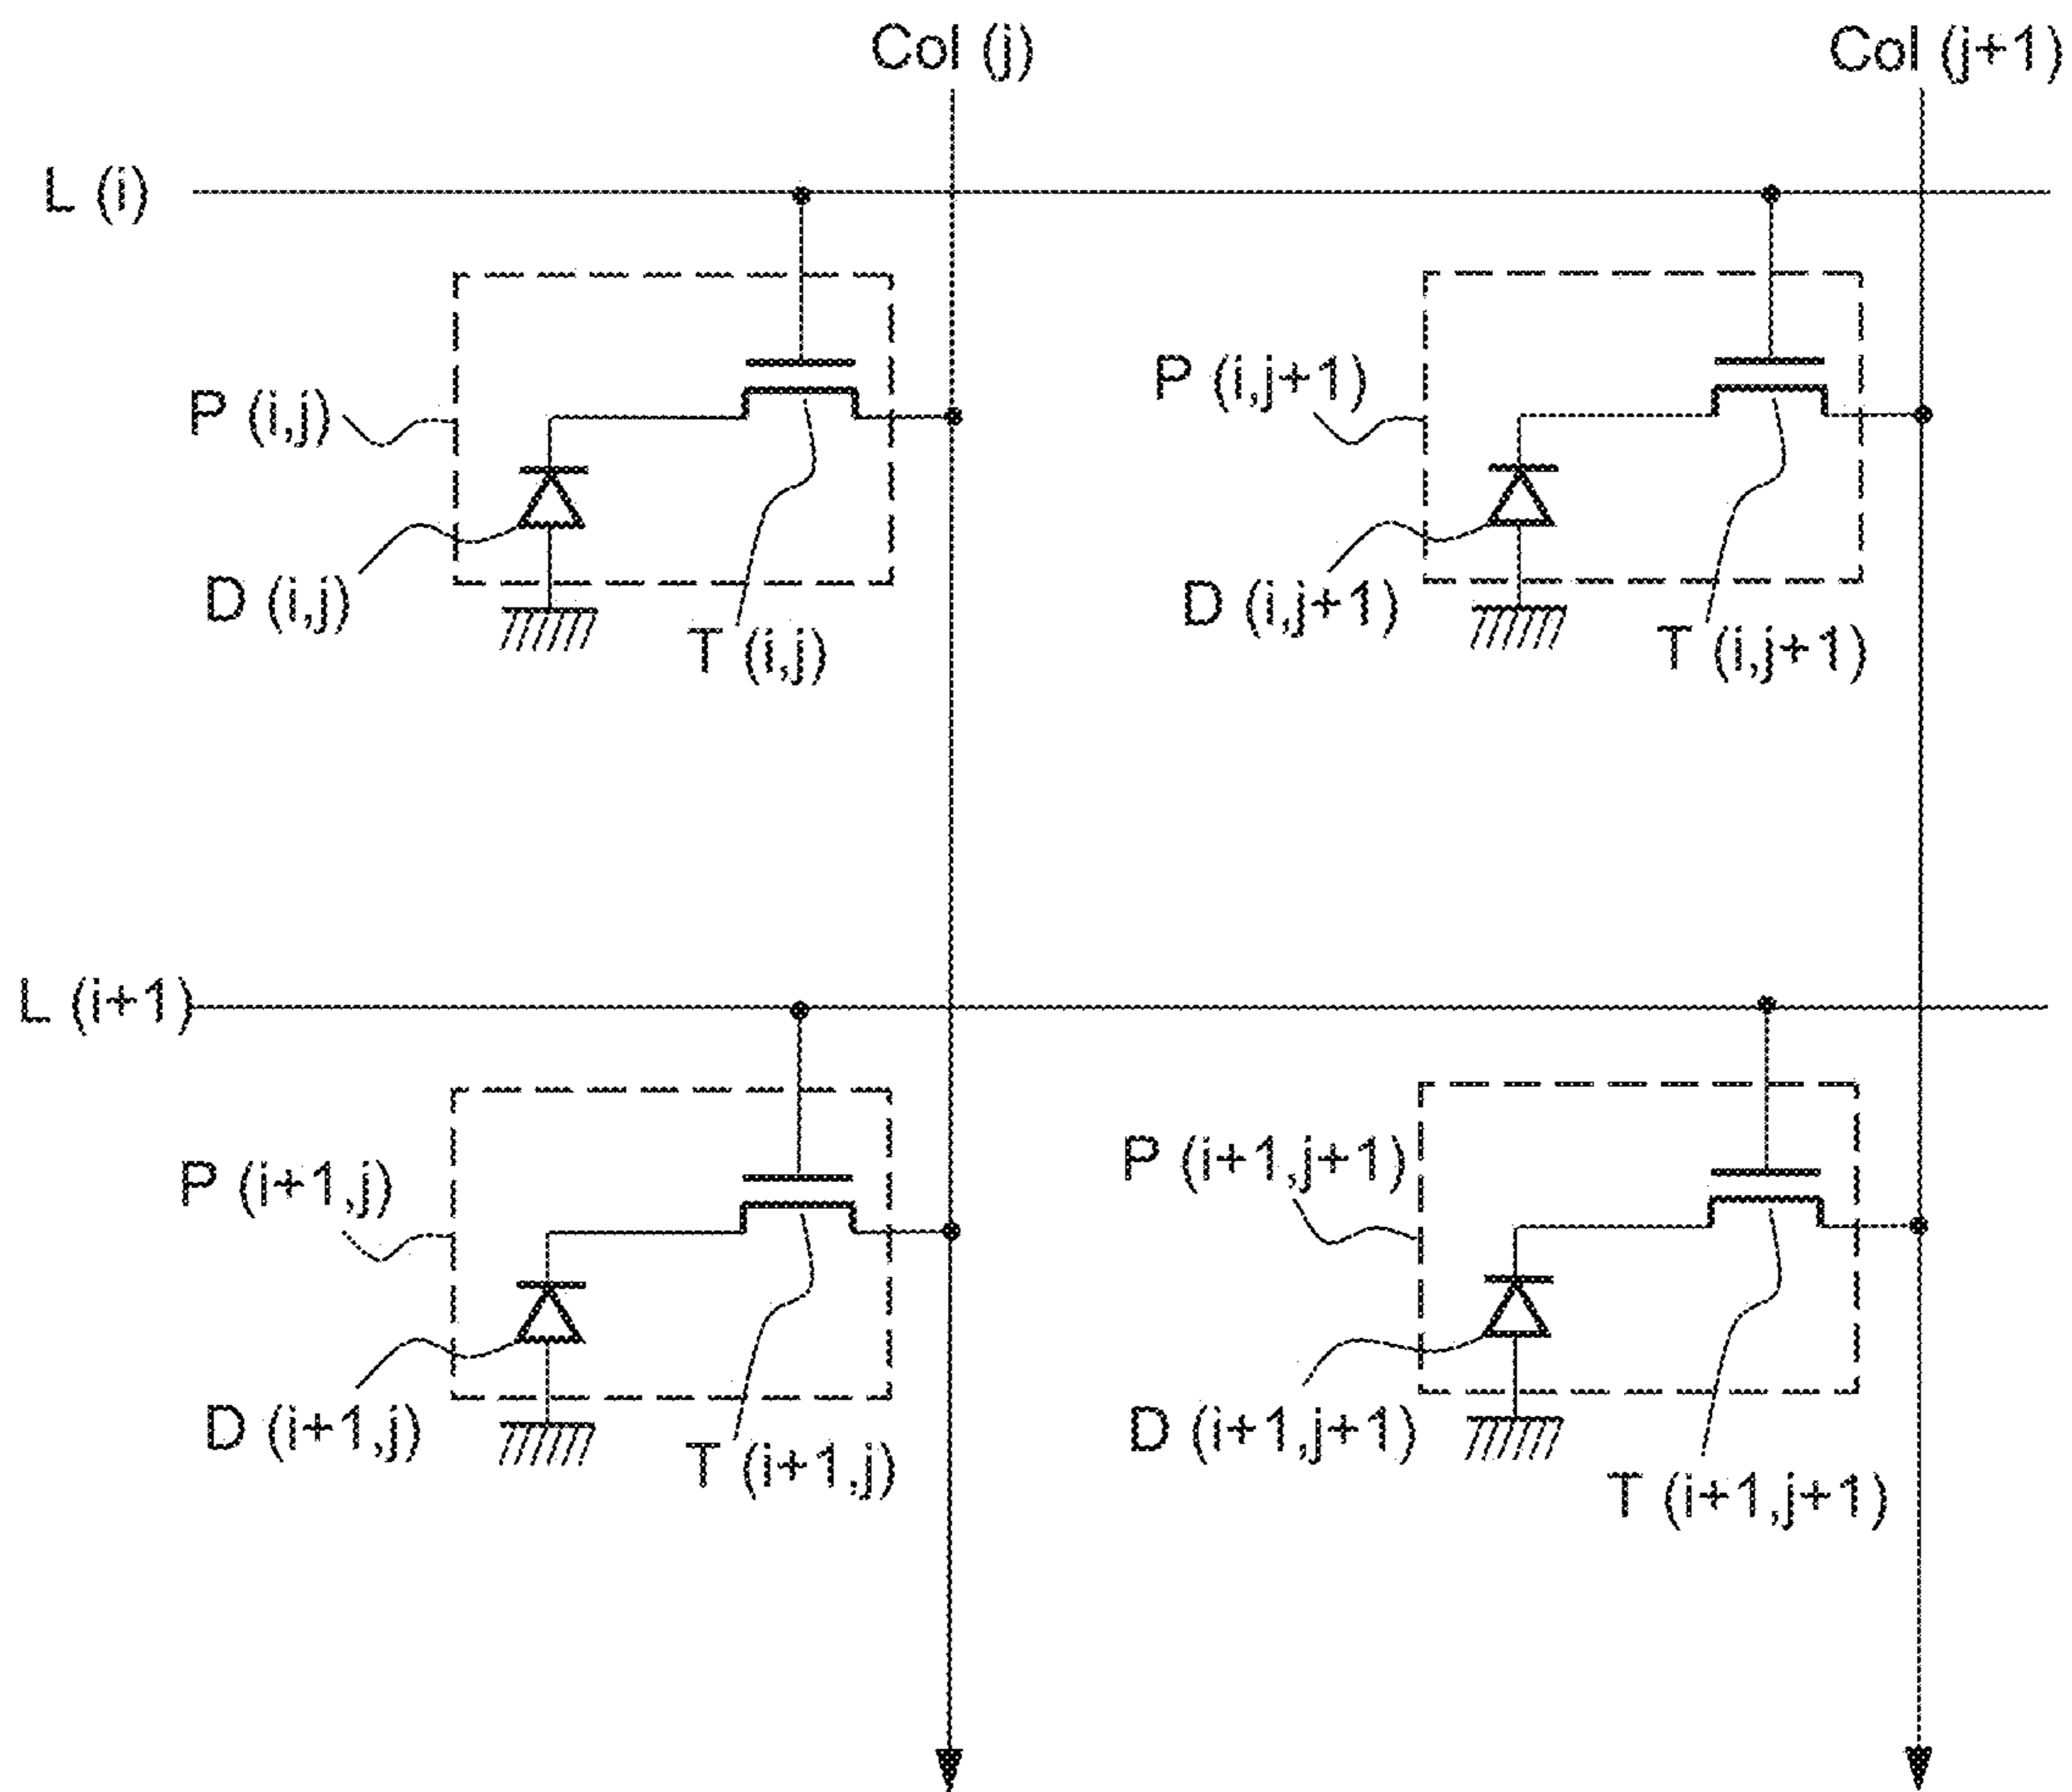 Col (j)
Col (j+1)
L (i)
P (i,j)
P (i,j+1)
D (i,j)
T (i,j)
D (i,j+1)
T (i,j+1)
L (i+1)
P (i+1,j)
P (i+1,j+1)
D (i+1,j)
T (i+1,j)
D (i+1,j+1)
T (i+1,j+1)